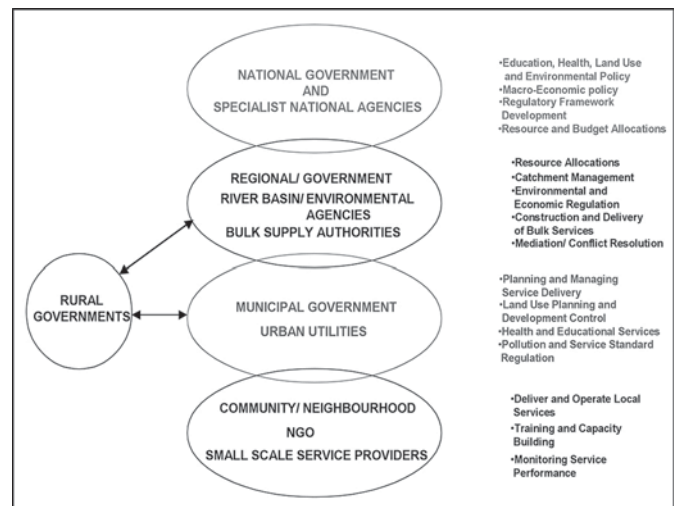 NATIONAL GOVERNMENT
AND
SPECIALIST NATIONAL AGENCIES
•Education, Health, Land Use
and Environmental Policy
•Macro-Economic policy
•Regulatory Framework
Development
•Resource and Budget Allocations
REGIONAL/ GOVERNMENT
RIVER BASIN/ ENVIRONMENTAL
AGENCIES
BULK SUPPLY AUTHORITIES
•Resource Allocations
•Catchment Management
•Environmental and
Economic Regulation
•Construction and Delivery
of Bulk Services
•Mediation/ Conflict Resolution
RURAL
GOVERNMENTS
MUNICIPAL GOVERNMENT
URBAN UTILITIES
•Planning and Managing
Service Delivery
•Land Use Planning and
Development Control
•Health and Educational Services
•Pollution and Service Standard
Regulation
COMMUNITY/ NEIGHBOURHOOD
NGO
SMALL SCALE SERVICE PROVIDERS
•Deliver and Operate Local
Services
•Training and Capacity
Building
•Monitoring Service
Performance